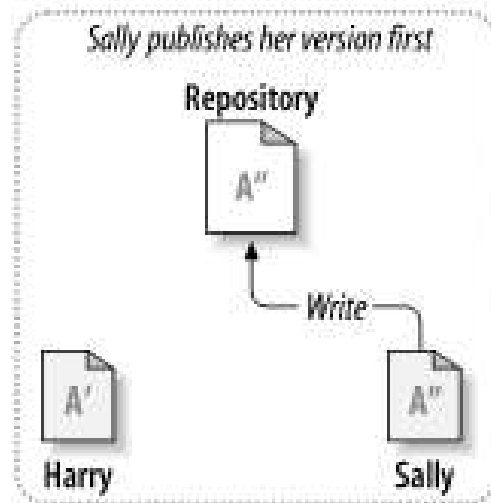 Sally publishes her version first
Repository
A"
Write
A'
A"
Harry
Sally